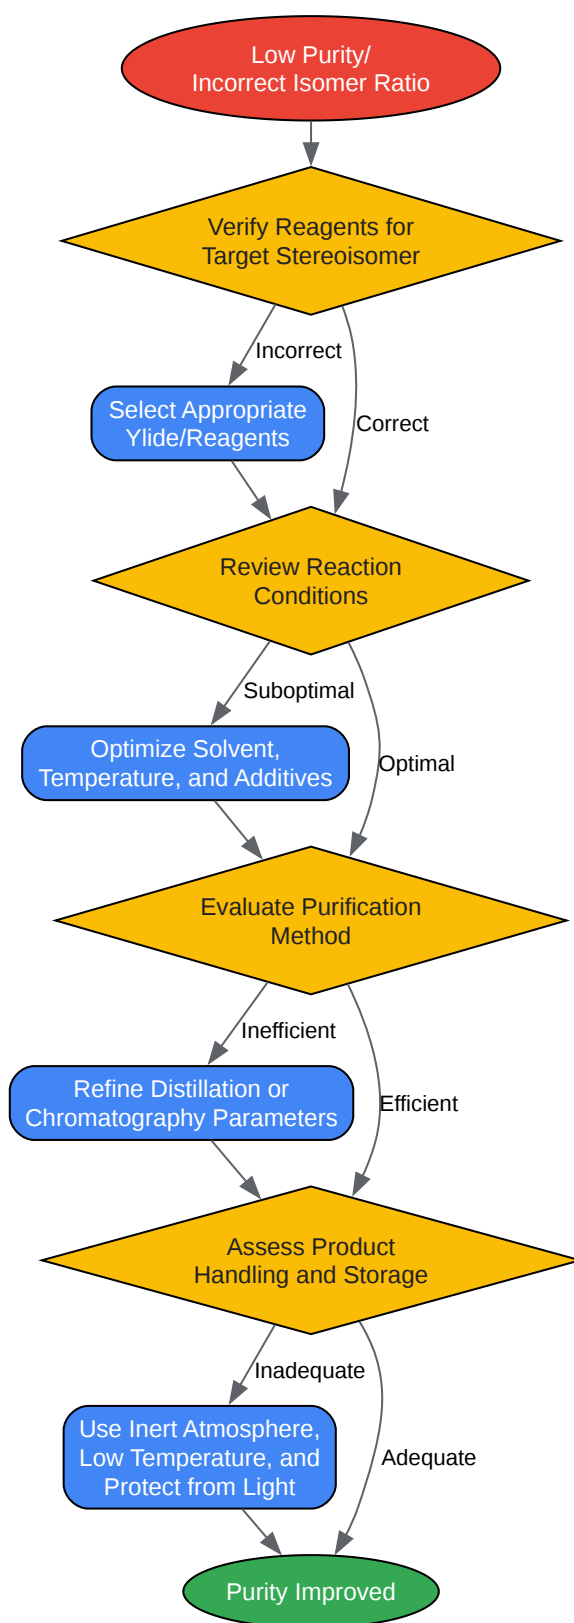 Low Purity/
Incorrect Isomer Ratio
Verify Reagents for
Target Stereoisomer
Incorrect
Select Appropriate
Ylide/Reagents
Correct
Review Reaction
Conditions
Suboptimal
Optimize Solvent,
Temperature, and Additives
Optimal
Evaluate Purification
Method
Inefficient
Refine Distillation or
Chromatography Parameters
Efficient
Assess Product
Handling and Storage
Inadequate
Use Inert Atmosphere,
Low Temperature, and
Protect from Light
Adequate
Purity Improved